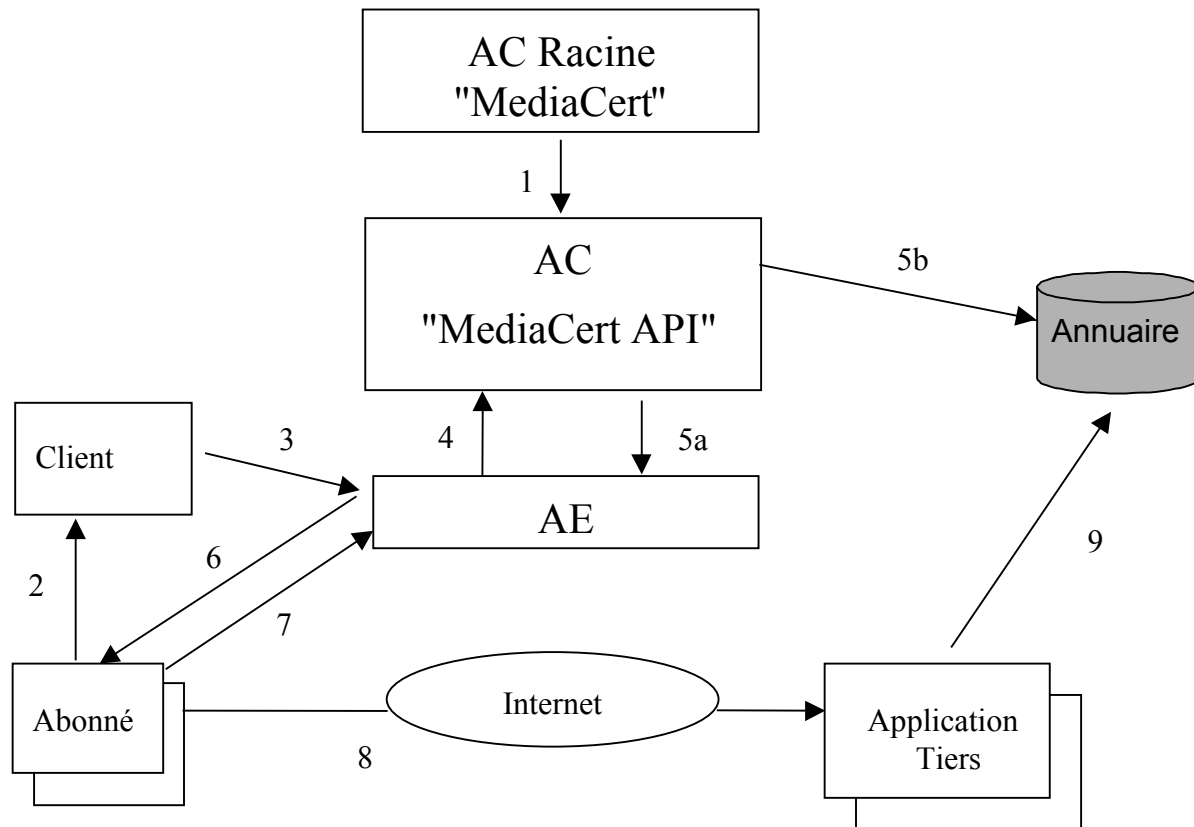 AC Racine
"MediaCert"
1
AC
"MediaCert API"
5b
Annuaire
Client
3
4
5a
AE
2
6
7
9
Abonné
Internet
Application
Tiers
8